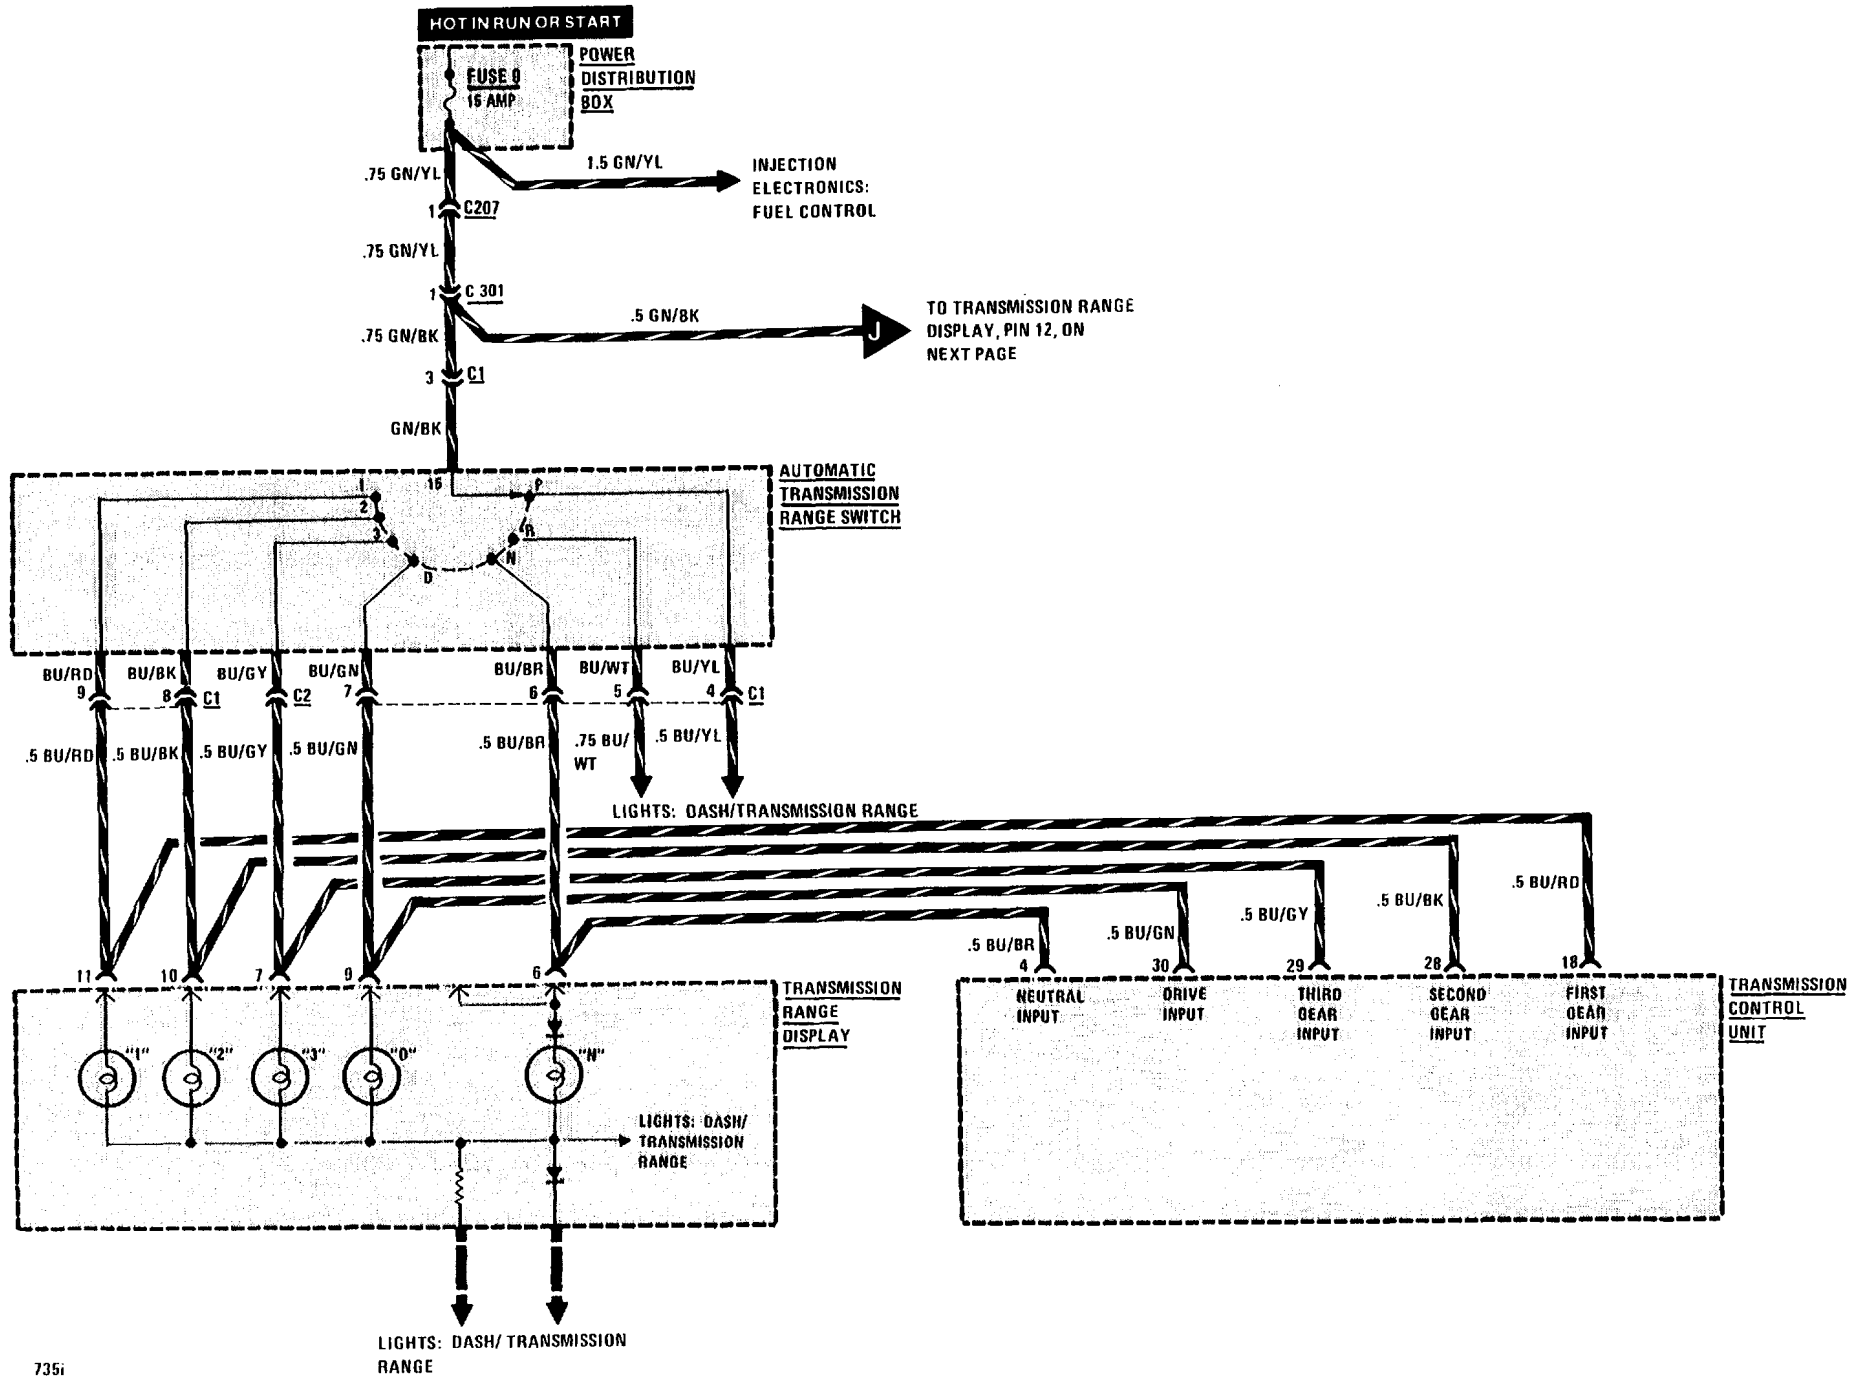 HOT IN RUN OR START
POWER
DISTRIBUTION
BOX
FUSE 9
15 AMP
.75 GN/YL
1.5 GN/YL
INJECTION
ELECTRONICS:
FUEL CONTROL
1 C207
.75 GN/YL
1 C 301
.5 GN/BK
J
TO TRANSMISSION RANGE
DISPLAY, PIN 12, ON
NEXT PAGE
.75 GN/BK
3 C1
GN/BK
AUTOMATIC
TRANSMISSION
RANGE SWITCH
1
2
3
D
N
R
P
BU/RD BU/BK BU/GY BU/GN BU/BR BU/WT BU/YL
9 8 C1 C2 7 6 5 4 C1
.5 BU/RD .5 BU/BK .5 BU/GY .5 BU/GN .5 BU/BR .75 BU/ .5 BU/YL
WT
LIGHTS: DASH/TRANSMISSION RANGE
.5 BU/BR .5 BU/GN .5 BU/GY .5 BU/BK .5 BU/RD
11 10 7 9 6 4 30 29 28 18
TRANSMISSION
RANGE
DISPLAY
"1" "2" "3" "D" "N"
LIGHTS: DASH/
TRANSMISSION
RANGE
NEUTRAL
INPUT
DRIVE
INPUT
THIRD
GEAR
INPUT
SECOND
GEAR
INPUT
FIRST
GEAR
INPUT
TRANSMISSION
CONTROL
UNIT
LIGHTS: DASH/ TRANSMISSION
RANGE
735i